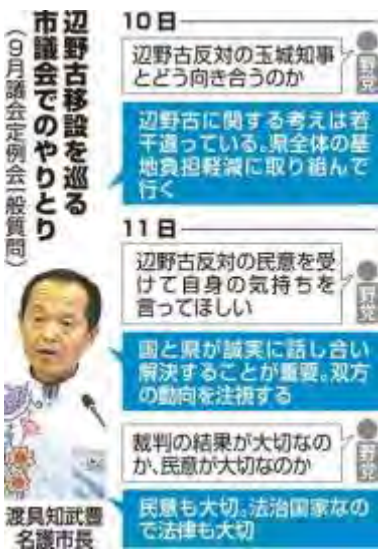 辺野古移設を巡る
市議会でのやりとり
（９月議会定例会一般質問）
10日
辺野古反対の玉城知事
とどう向き合うのか
野党
辺野古に関する考えは若
干違っている。県全体の基
地負担軽減に取り組んで
行く
11日
辺野古反対の民意を受
けて自身の気持ちを
言ってほしい
野党
国と県が誠実に話し合い
解決することが重要。双方
の動向を注視する
裁判の結果が大切なの
か、民意が大切なのか
野党
民意も大切。法治国家なの
で法律も大切
渡具知武豊
名護市長